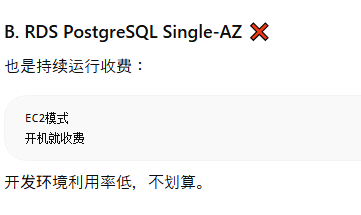 B. RDS PostgreSQL Single-AZ ❌
也是持续运行收费：
EC2模式
开机就收费
开发环境利用率低，不划算。